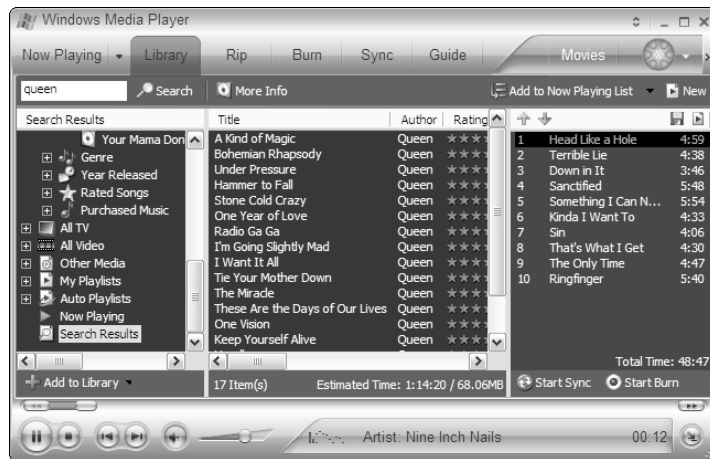 Windows Media Player
Now Playing Library Rip Burn Sync Guide Movies
queen Search More Info Add to Now Playing List New
Search Results
Your Mama Don
Genre
Year Released
Rated Songs
Purchased Music
All TV
All Video
Other Media
My Playlists
Auto Playlists
Now Playing
Search Results
Add to Library
Title Author Rating
A Kind of Magic Queen
Bohemian Rhapsody Queen
Under Pressure Queen
Hammer to Fall Queen
Stone Cold Crazy Queen
One Year of Love Queen
Radio Ga Ga Queen
I'm Going Slightly Mad Queen
I Want It All Queen
Tie Your Mother Down Queen
The Miracle Queen
These Are the Days of Our Lives Queen
One Vision Queen
Keep Yourself Alive Queen
17 Item(s) Estimated Time: 1:14:20 / 68.06MB
1 Head Like a Hole 4:59
2 Terrible Lie 4:38
3 Down in It 3:46
4 Sanctified 5:48
5 Something I Can N... 5:54
6 Kinda I Want To 4:33
7 Sin 4:06
8 That's What I Get 4:30
9 The Only Time 4:47
10 Ringfinger 5:40
Total Time: 48:47
Start Sync Start Burn
Artist: Nine Inch Nails 00:12